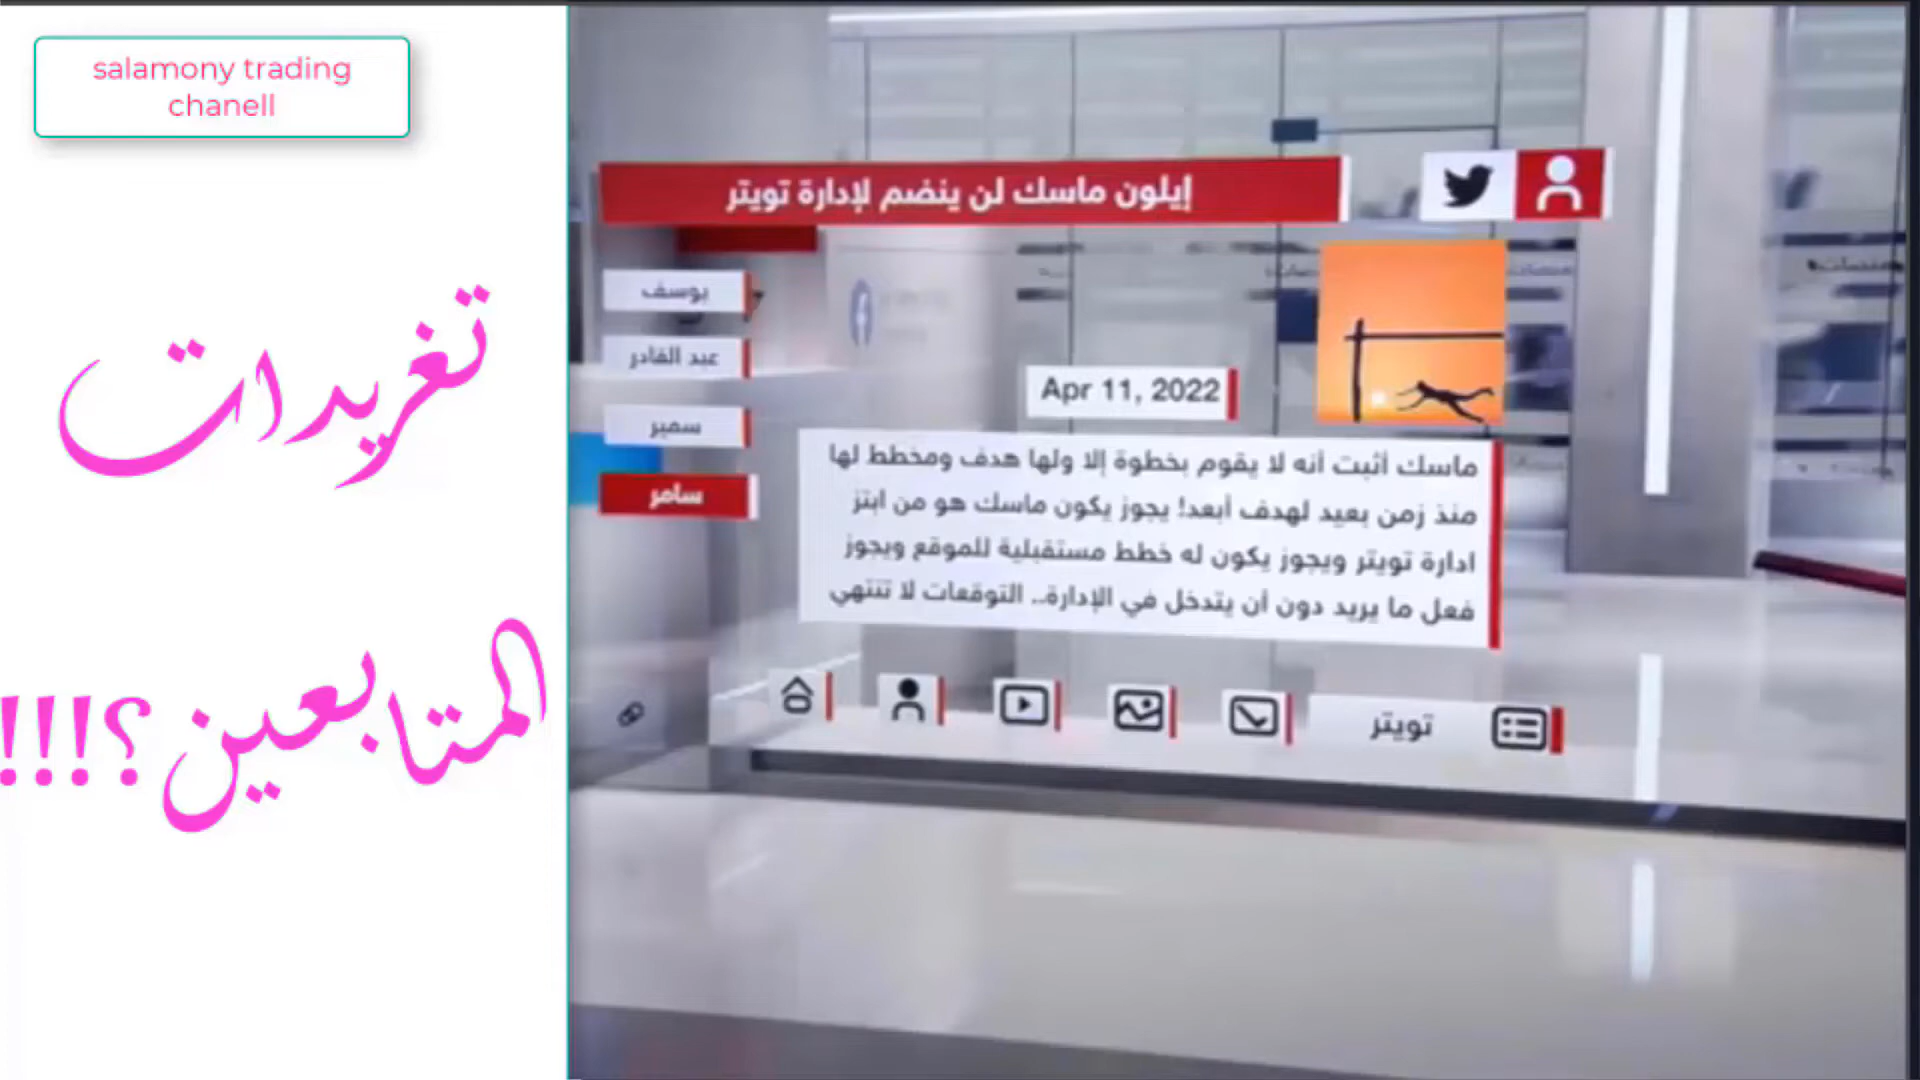 salamony trading
chanell
تغريدات
المتابعين؟!!!
إيلون ماسك لن ينضم لإدارة تويتر
يوسف
عبد القادر
سمير
سامر
Apr 11, 2022
ماسك أثبت أنه لا يقوم بخطوة إلا ولها هدف ومخطط لها
منذ زمن بعيد لهدف أبعد! يجوز يكون ماسك هو من ابتز
ادارة تويتر ويجوز يكون له خطط مستقبلية للموقع ويجوز
فعل ما يريد دون أن يتدخل في الإدارة.. التوقعات لا تنتهي
تويتر